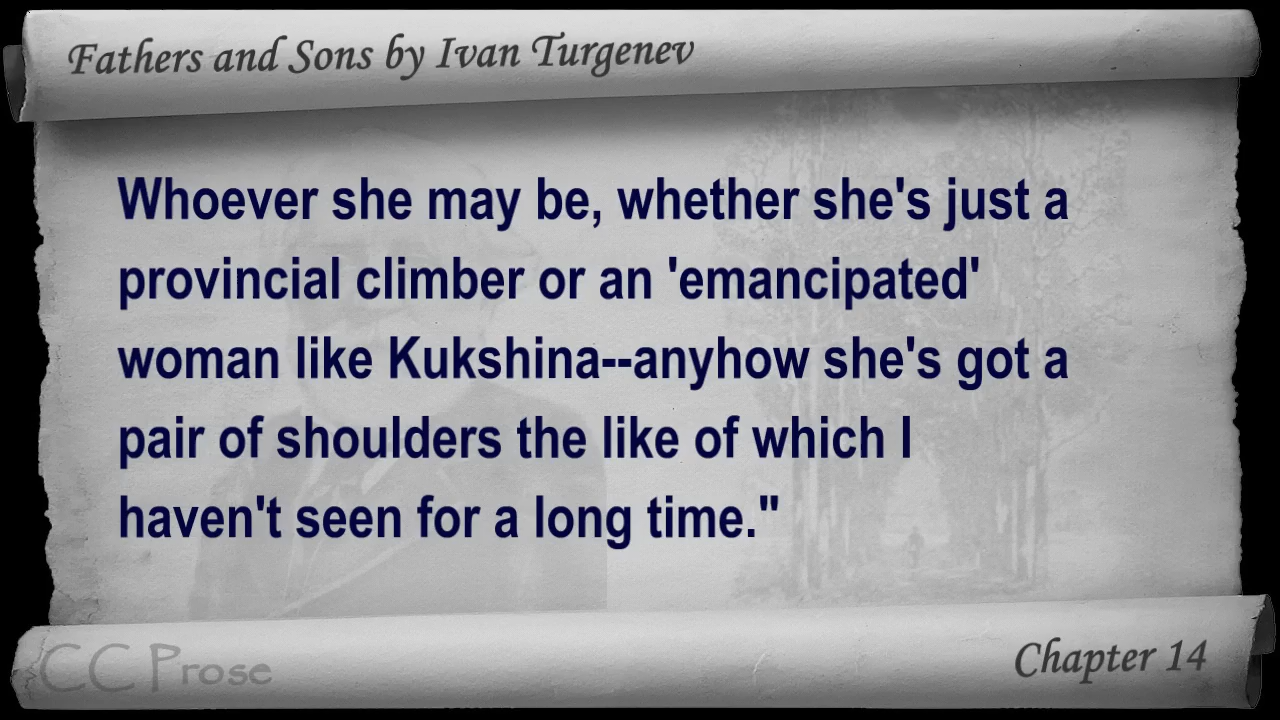 Fathers and Sons by Ivan Turgenev
Whoever she may be, whether she's just a
provincial climber or an 'emancipated'
woman like Kukshina--anyhow she's got a
pair of shoulders the like of which I
haven't seen for a long time."
CC Prose
Chapter 14